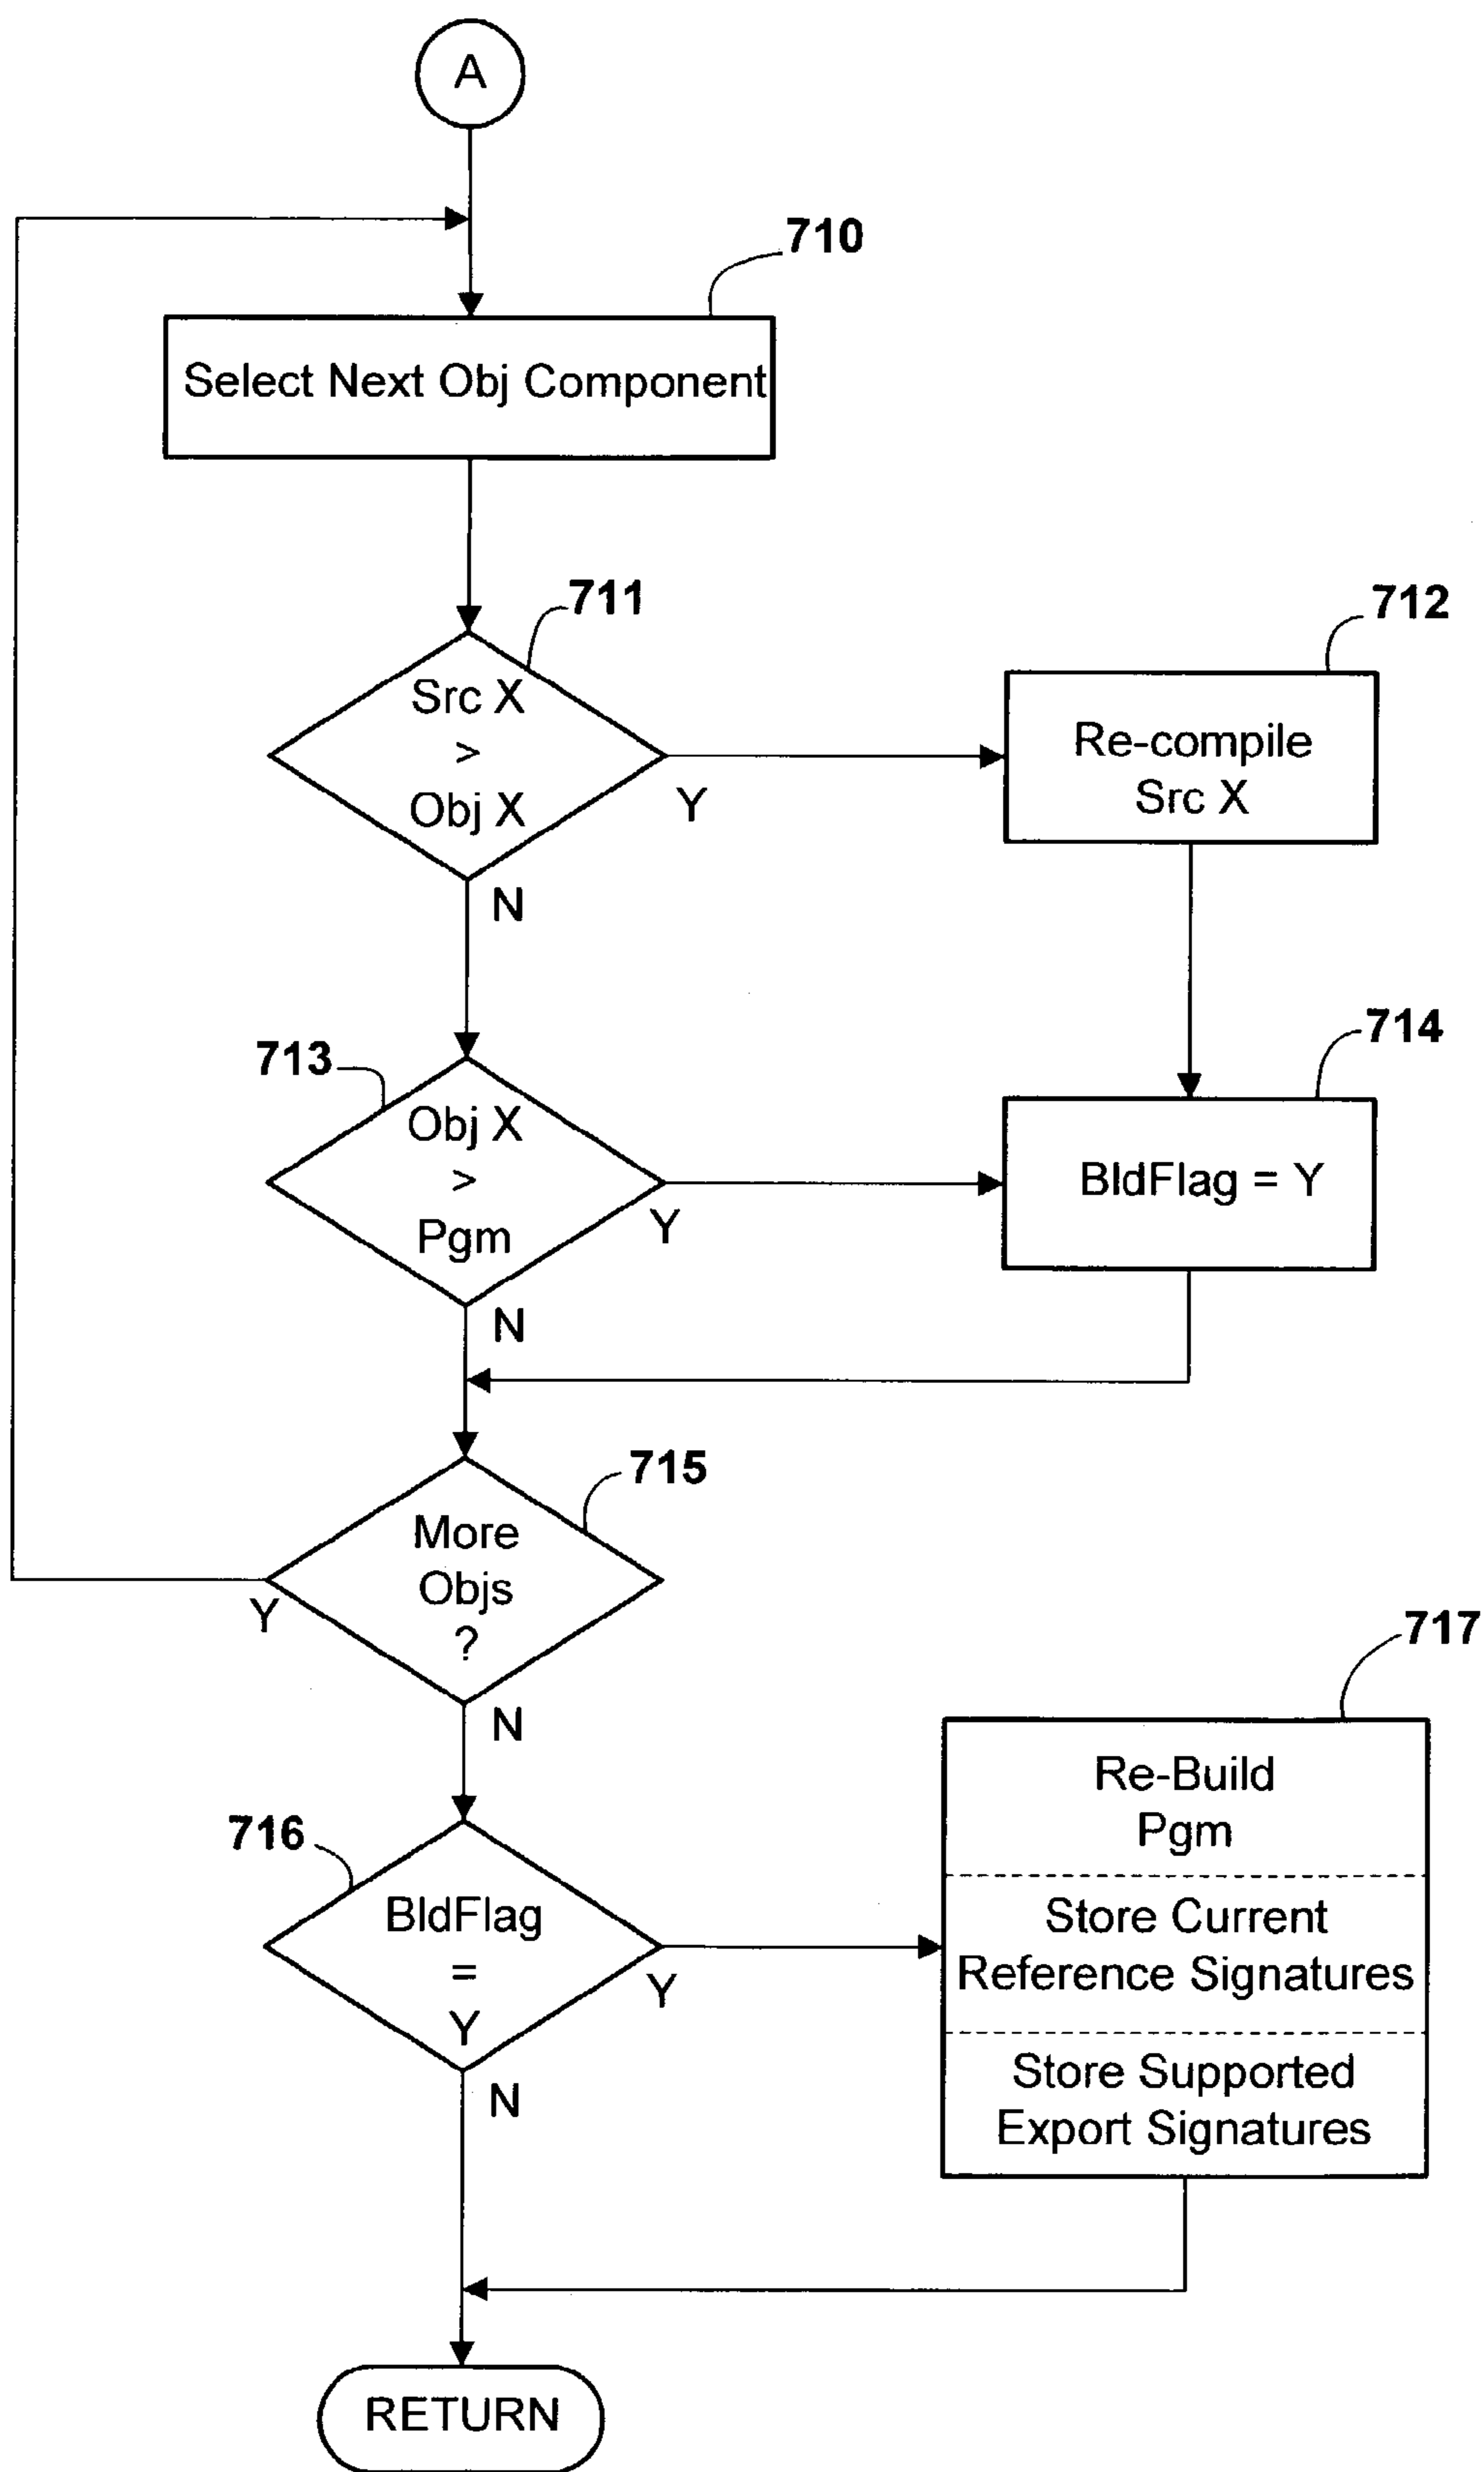 A
710
Select Next Obj Component
711
Src X
>
Obj X
Y
N
712
Re-compile
Src X
713
Obj X
>
Pgm
Y
N
714
BldFlag = Y
715
More
Objs
?
Y
N
716
BldFlag
=
Y
Y
N
717
Re-Build
Pgm
Store Current
Reference Signatures
Store Supported
Export Signatures
RETURN